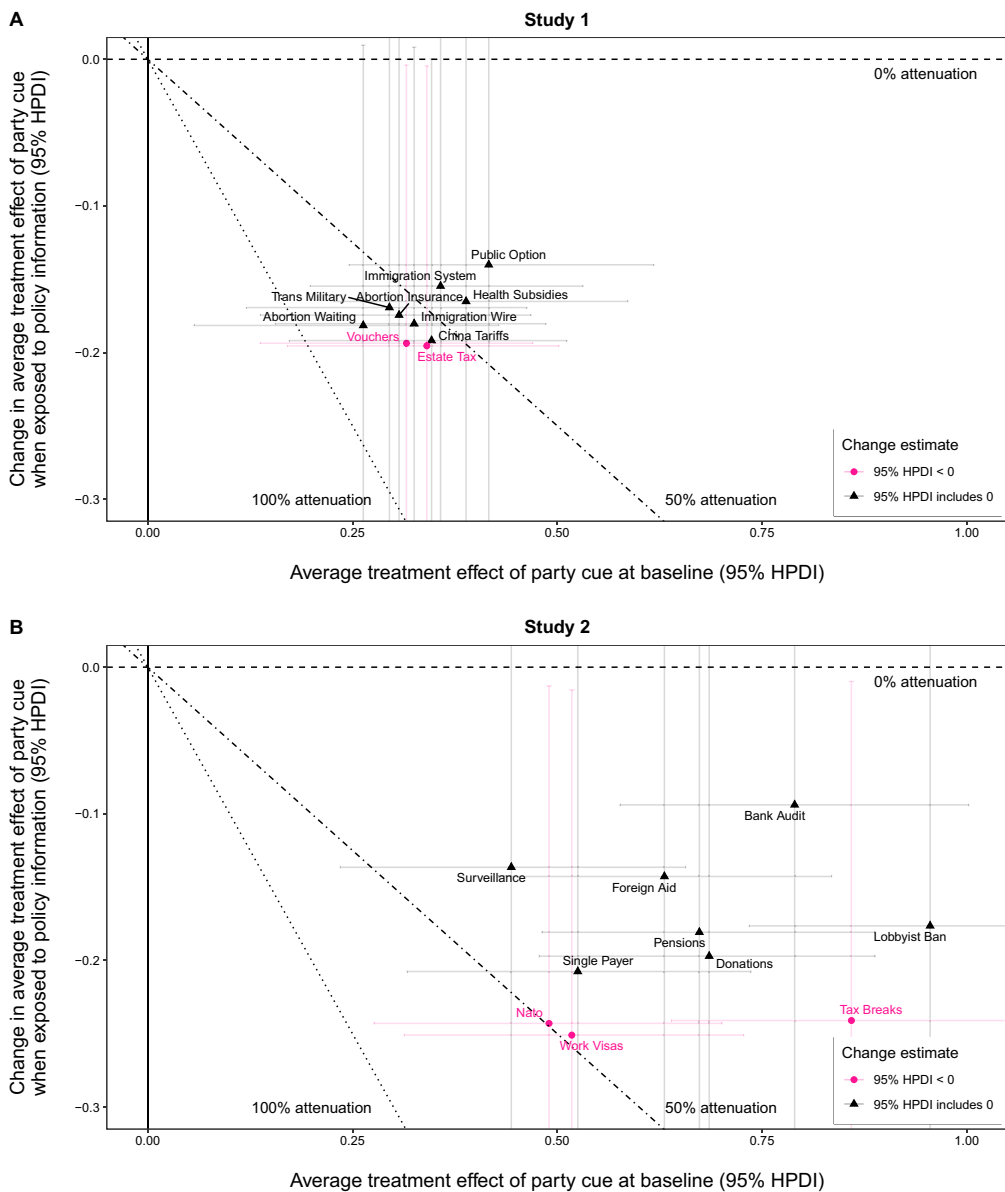 A
Study 1
Change in average treatment effect of party cue
when exposed to policy information (95% HPDI)
0.0
−0.1
−0.2
−0.3
0% attenuation
Public Option
Immigration System
Trans Military
Abortion Insurance
Health Subsidies
Abortion Waiting
Immigration Wire
Vouchers
China Tariffs
Estate Tax
100% attenuation
50% attenuation
Change estimate
95% HPDI < 0
95% HPDI includes 0
0.00
0.25
0.50
0.75
1.00
Average treatment effect of party cue at baseline (95% HPDI)
B
Study 2
Change in average treatment effect of party cue
when exposed to policy information (95% HPDI)
0.0
−0.1
−0.2
−0.3
0% attenuation
Bank Audit
Surveillance
Foreign Aid
Lobbyist Ban
Pensions
Single Payer
Donations
Nato
Tax Breaks
Work Visas
100% attenuation
50% attenuation
Change estimate
95% HPDI < 0
95% HPDI includes 0
0.00
0.25
0.50
0.75
1.00
Average treatment effect of party cue at baseline (95% HPDI)